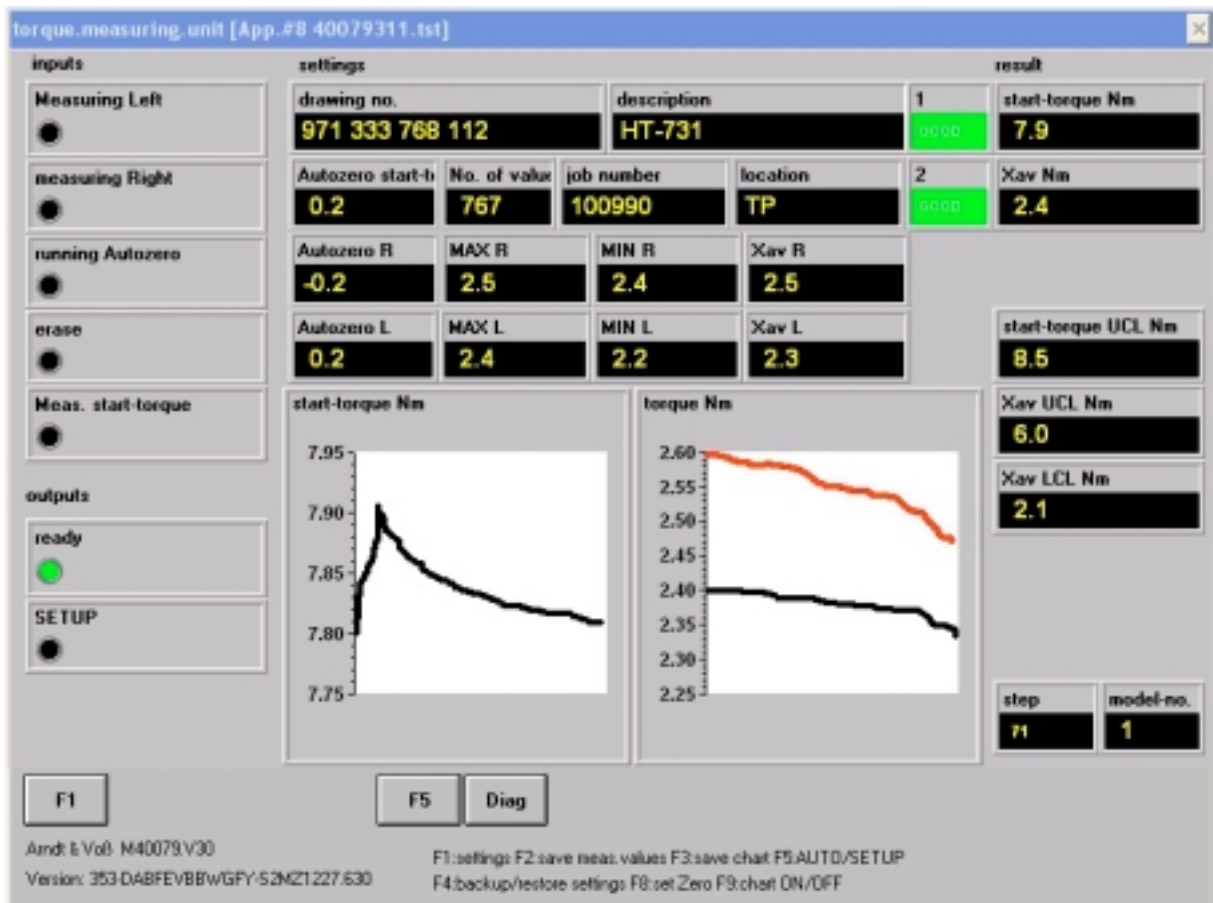 torque.measuring.unit [App.#8 40079311.tst]
inputs
settings
result
Measuring Left
drawing no.
971 333 768 112
description
HT-731
1
GOOD
start-torque Nm
7.9
measuring Right
Autozero start-t
0.2
No. of value
767
job number
100990
location
TP
2
GOOD
Xav Nm
2.4
running Autozero
Autozero R
-0.2
MAX R
2.5
MIN R
2.4
Xav R
2.5
erase
Autozero L
0.2
MAX L
2.4
MIN L
2.2
Xav L
2.3
start-torque UCL Nm
8.5
Meas. start-torque
start-torque Nm
7.95
7.90
7.85
7.80
7.75
torque Nm
2.60
2.55
2.50
2.45
2.40
2.35
2.30
2.25
Xav UCL Nm
6.0
Xav LCL Nm
2.1
outputs
ready
SETUP
step
71
model-no.
1
F1
F5
Diag
Arndt & Voß M40079.V30
Version: 353-DABFEVBBWGFY-52MZ1227.630
F1:settings F2:save meas. values F3:save chart F5:AUTO/SETUP
F4:backup/restore settings F8:set Zero F9:chart ON/OFF